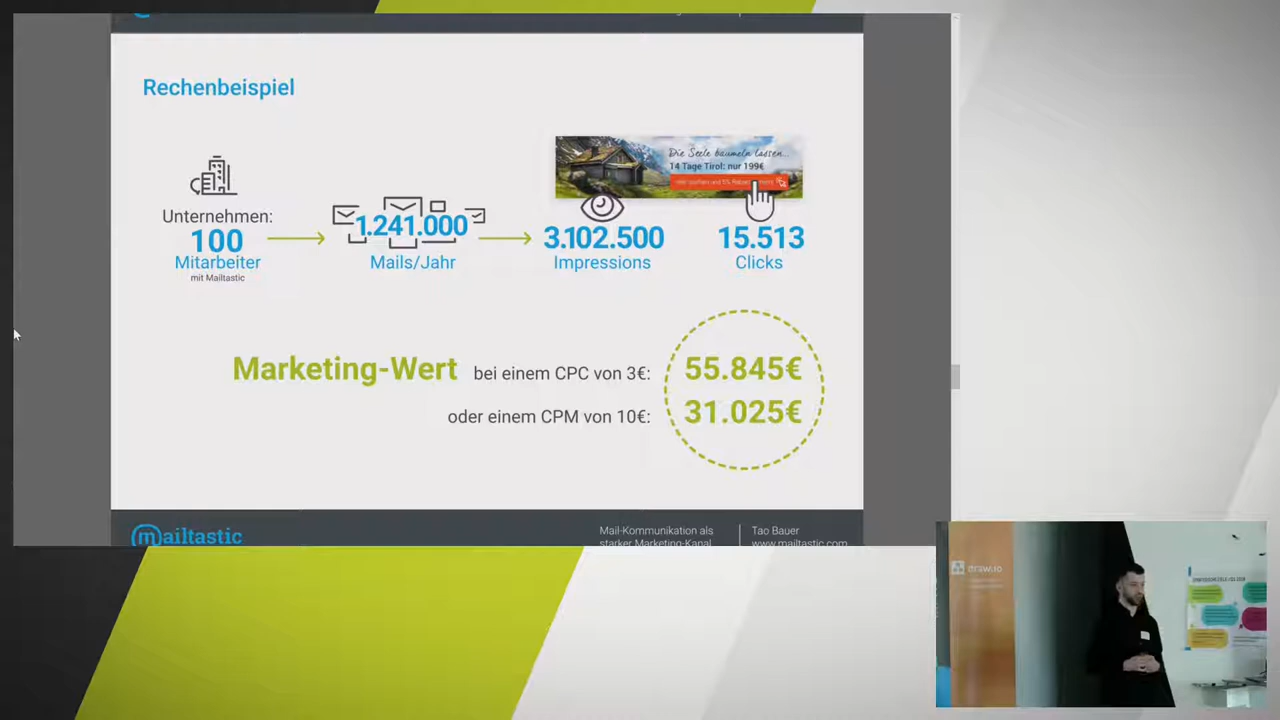 Rechenbeispiel
Die Seele baumeln lassen...
14 Tage Tirol: nur 199€
Unternehmen:
100
Mitarbeiter
mit Mailtastic
1.241.000
Mails/Jahr
3.102.500
Impressions
15.513
Clicks
Marketing-Wert bei einem CPC von 3€: 55.845€
oder einem CPM von 10€: 31.025€
mailtastic
Mail-Kommunikation als
starker Marketing-Kanal
Tao Bauer
www.mailtastic.com